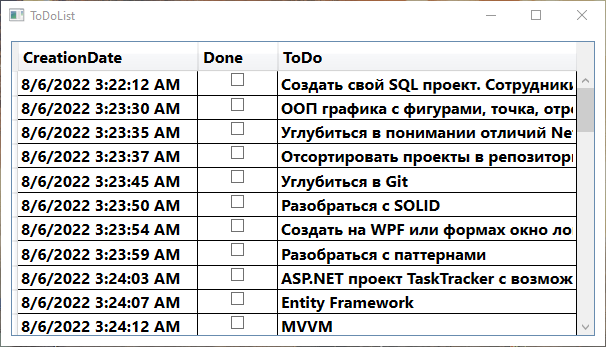 ToDoList
CreationDate Done ToDo
8/6/2022 3:22:12 AM Создать свой SQL проект. Сотрудники
8/6/2022 3:23:30 AM ООП графика с фигурами, точка,
8/6/2022 3:23:35 AM Углубиться в понимании отличий
8/6/2022 3:23:37 AM Отсортировать проекты в
8/6/2022 3:23:45 AM Углубиться в Git
8/6/2022 3:23:50 AM Разобраться с SOLID
8/6/2022 3:23:54 AM Создать на WPF или формах окно
8/6/2022 3:23:59 AM Разобраться с паттернами
8/6/2022 3:24:03 AM ASP.NET проект TaskTracker с
8/6/2022 3:24:07 AM Entity Framework
8/6/2022 3:24:12 AM MVVM